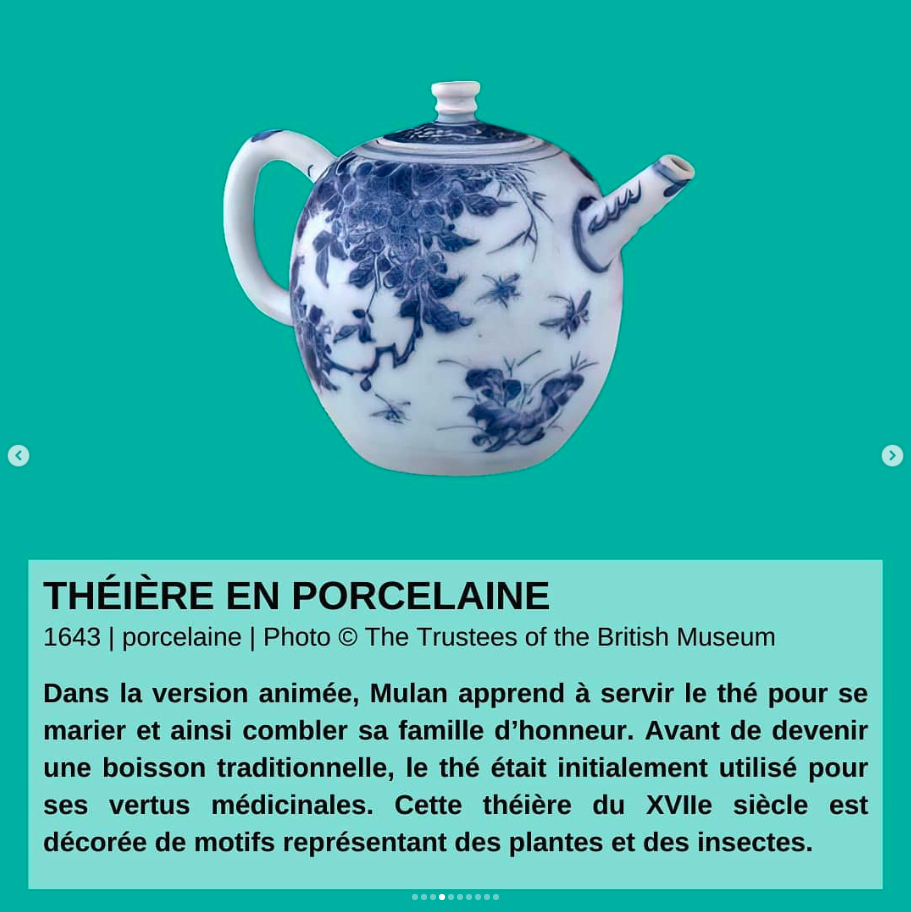 THÉIÈRE EN PORCELAINE
1643 | porcelaine | Photo © The Trustees of the British Museum
Dans la version animée, Mulan apprend à servir le thé pour se
marier et ainsi combler sa famille d’honneur. Avant de devenir
une boisson traditionnelle, le thé était initialement utilisé pour
ses vertus médicinales. Cette théière du XVIIe siècle est
décorée de motifs représentant des plantes et des insectes.